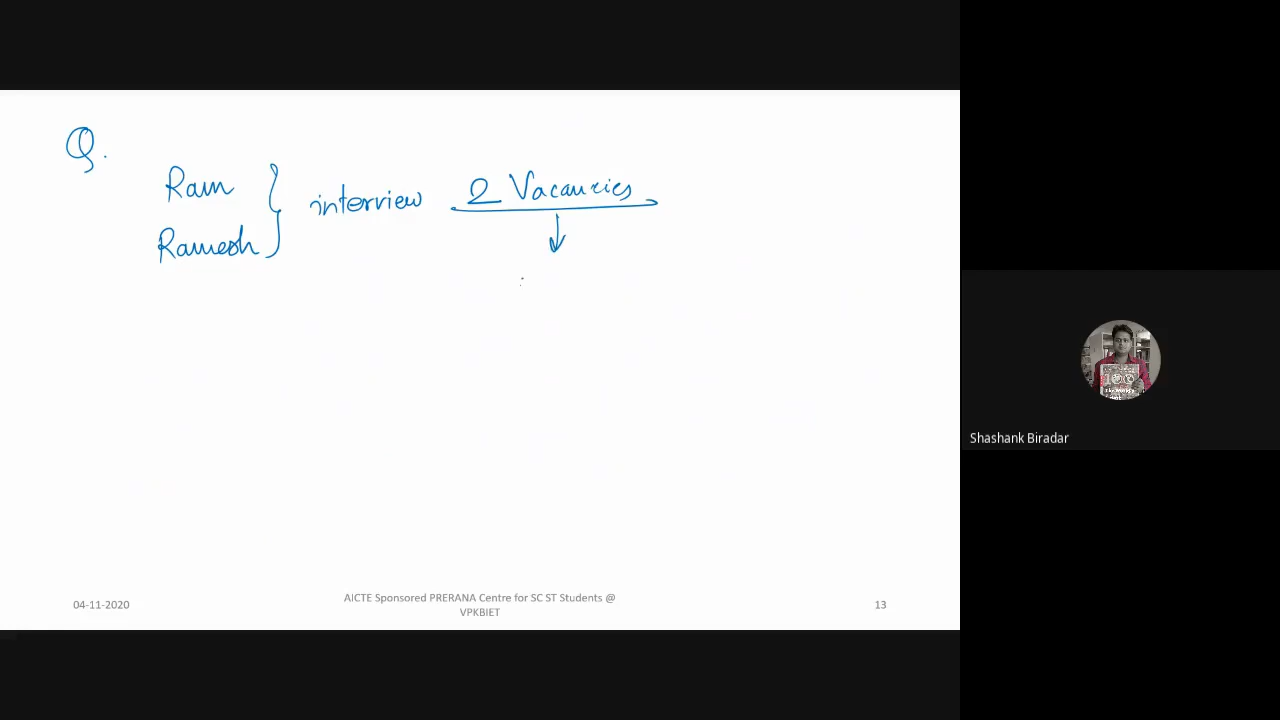 Q.
Ram
interview 2 Vacancies
Ramesh
Shashank Biradar
04-11-2020
AICTE Sponsored PRERANA Centre for SC ST Students @
VPKBIET
13